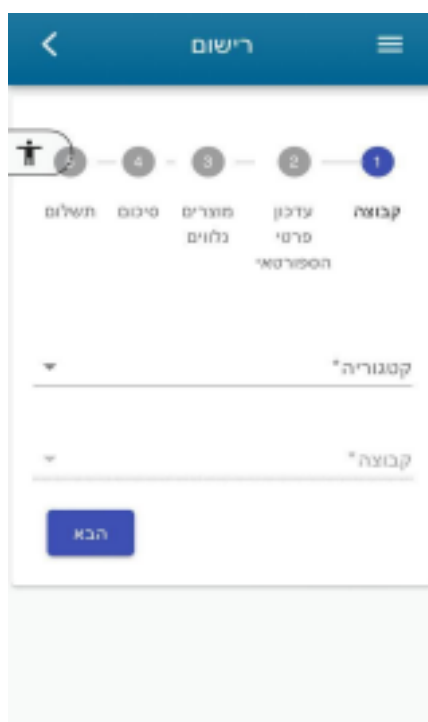 רישום
1
2
3
4
קבוצה
עדכון
פרטי
הספורטאי
מוצרים
נלווים
סיכום
תשלום
קטגוריה*
קבוצה*
הבא